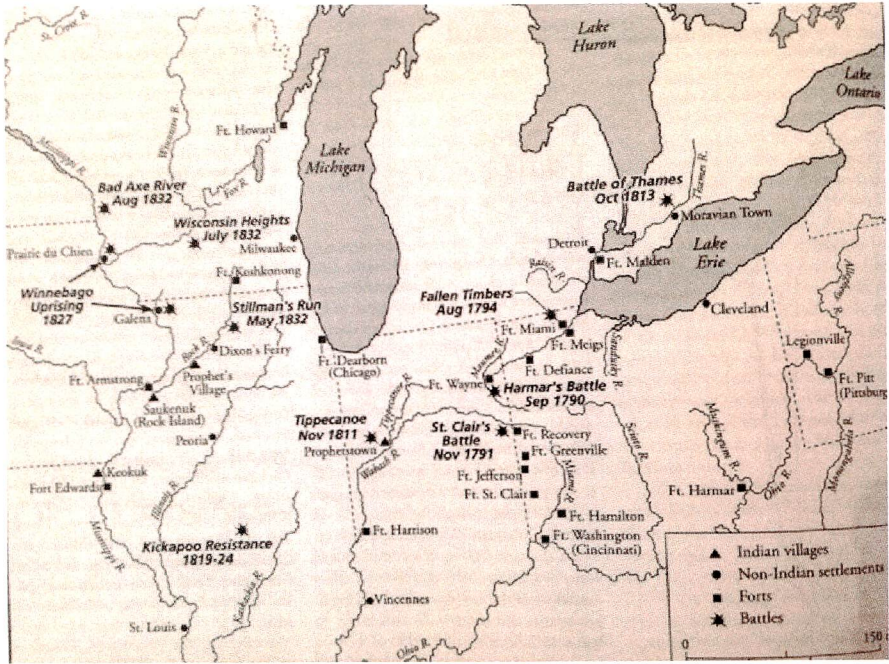 St. Croix R.
Lake
Huron
Lake
Ontario
Mississippi R.
Wisconsin R.
Ft. Howard
Lake
Michigan
Fox R.
Bad Axe River
Aug 1832
Battle of Thames
Oct 1813
Thames R.
Wisconsin Heights
July 1832
Moravian Town
Prairie du Chien
Milwaukee
Detroit
Ft. Malden
Lake
Erie
Raisin R.
Ft. Koshkonong
Allegheny R.
Winnebago
Uprising
1827
Galena
Stillman's Run
May 1832
Fallen Timbers
Aug 1794
Cleveland
Ft. Miami
Ft. Meigs
Rock R.
Dixon's Ferry
Ft. Dearborn
(Chicago)
Maumee R.
Sandusky R.
Legionville
Iowa R.
Ft. Defiance
Ft. Armstrong
Prophet's
Village
Ft. Wayne
Harmar's Battle
Sep 1790
Ft. Pitt
(Pittsburg
Saukenuk
(Rock Island)
Tippecanoe R.
Tippecanoe
Nov 1811
St. Clair's
Battle
Nov 1791
Muskingum R.
Scioto R.
Peoria
Prophetstown
Ft. Recovery
Wabash R.
Ft. Greenville
Monongahela R.
Keokuk
Ft. Jefferson
Miami R.
Fort Edwards
Illinois R.
Ft. St. Clair
Ft. Harmar
Ohio R.
Ft. Hamilton
Mississippi R.
Kickapoo Resistance
1819-24
Ft. Harrison
Ft. Washington
(Cincinnati)
Kaskaskia R.
Vincennes
St. Louis
Ohio R.
Indian villages
Non-Indian settlements
Forts
Battles
0
150